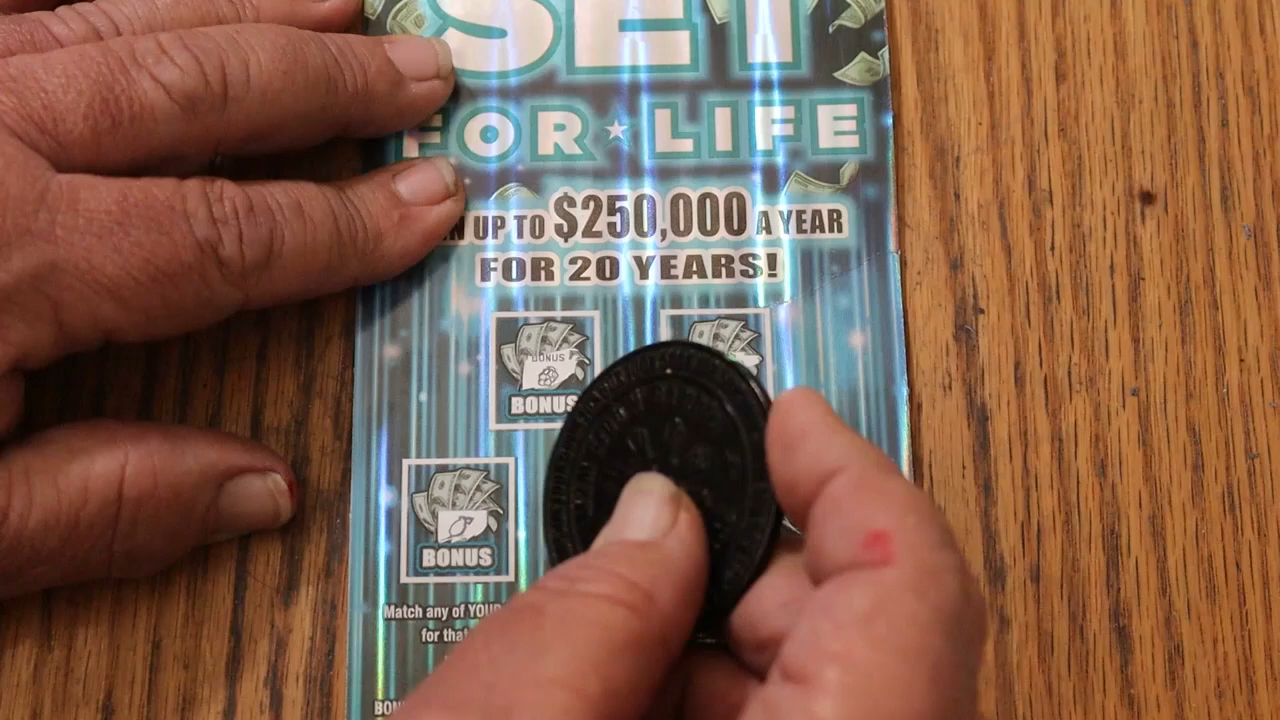 SET
FOR LIFE
UP TO $250,000 A YEAR
FOR 20 YEARS!
BONUS
BONUS
BONUS
Match any of YOUR
for that